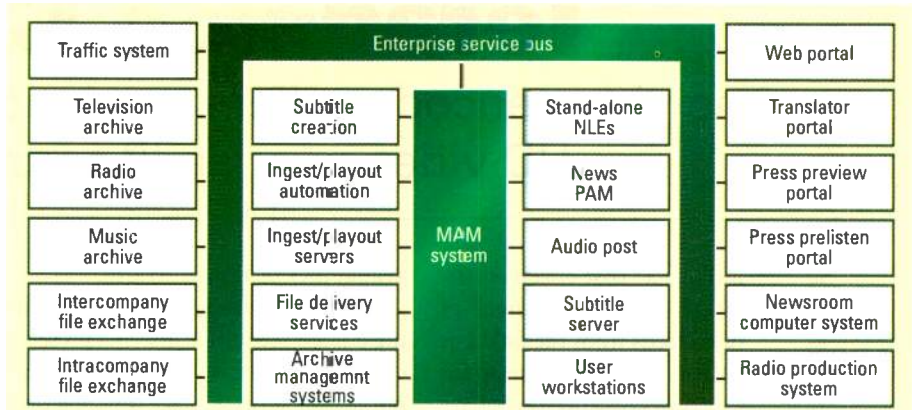 Enterprise service bus
Traffic system
Television
archive
Radio
archive
Music
archive
Intercompany
file exchange
Intracompany
file exchange
Subtitle
creation
Ingest/playout
automation
Ingest/playout
servers
File delivery
services
Archive
managemnt
systems
MAM
system
Stand-alone
NLEs
News
PAM
Audio post
Subtitle
server
User
workstations
Web portal
Translator
portal
Press preview
portal
Press prelisten
portal
Newsroom
computer system
Radio production
system